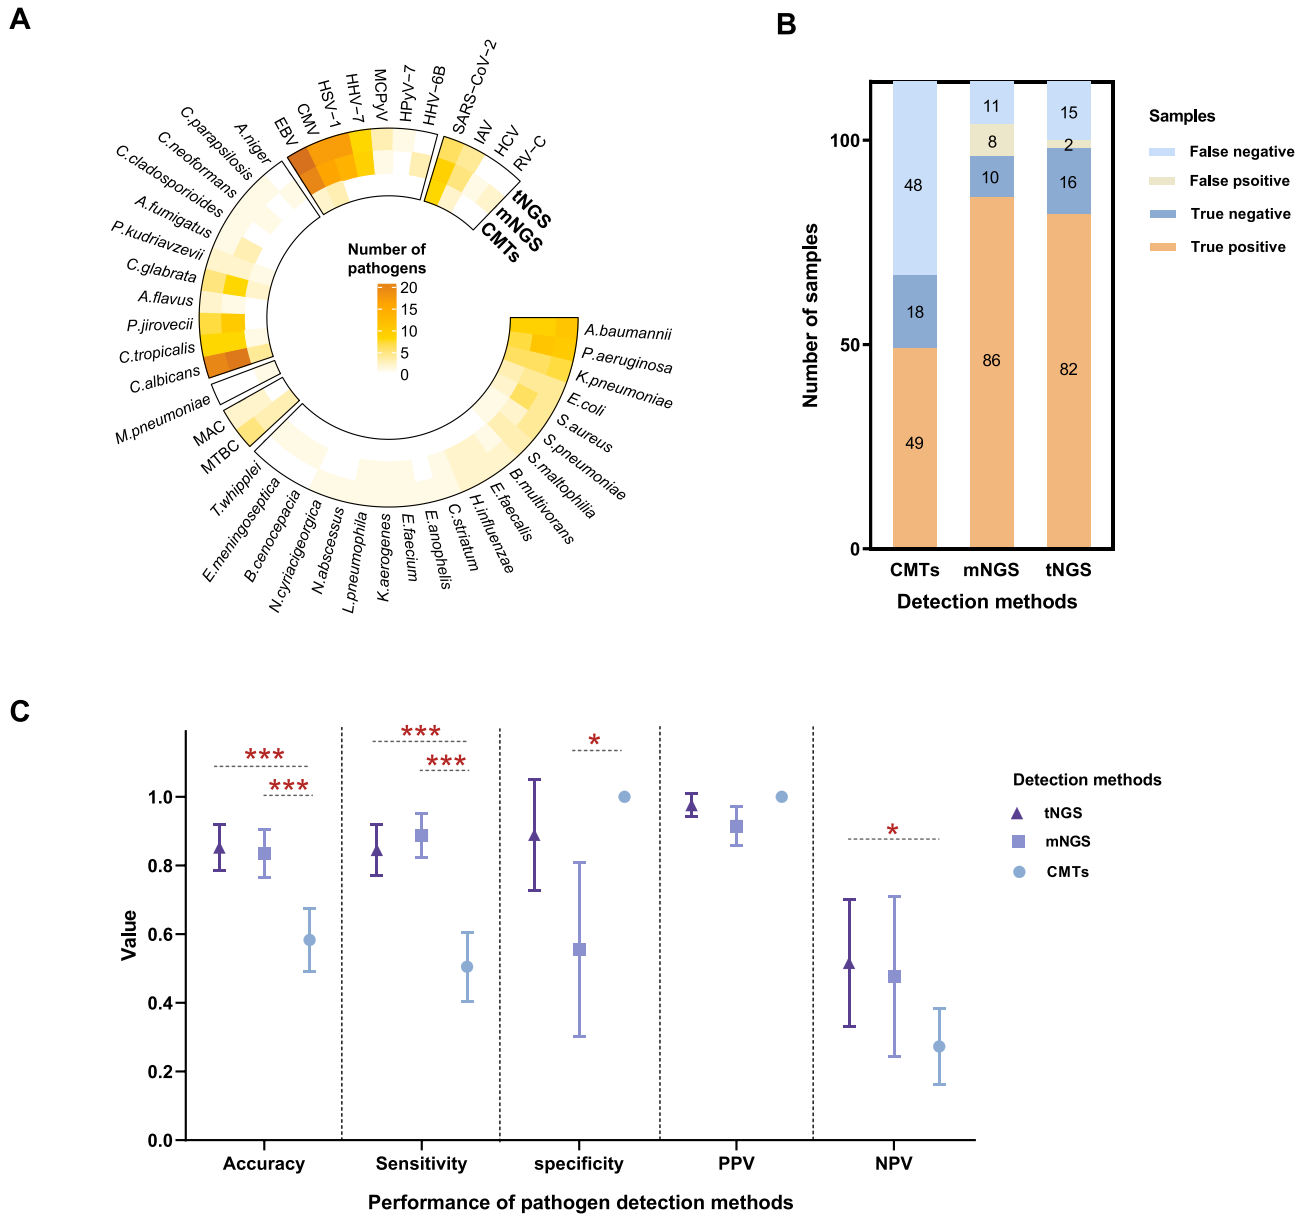 A
EBV
CMV
HSV-1
HHV-7
MCPyV
HPyV-7
HHV-6B
SARS-CoV-2
IAV
HCV
RV-C
tNGS
mNGS
CMTs
A.niger
C.parapsilosis
C.neoformans
C.cladosporioides
A.fumigatus
P.kudriavzevii
C.glabrata
A.flavus
P.jirovecii
C.tropicalis
C.albicans
M.pneumoniae
MAC
MTBC
T.whipplei
E.meningoseptica
B.cenocepacia
N.cyriacigeorgica
N.abscessus
L.pneumophila
K.aerogenes
E.faecium
E.anophelis
C.striatum
H.influenzae
E.faecalis
B.multivorans
S.maltophilia
S.pneumoniae
S.aureus
E.coli
K.pneumoniae
P.aeruginosa
A.baumannii
Number of
pathogens
20
15
10
5
0
B
Number of samples
100
50
0
48
18
49
11
8
10
86
15
2
16
82
CMTs
mNGS
tNGS
Detection methods
Samples
False negative
False psoitive
True negative
True positive
C
Value
1.0
0.8
0.6
0.4
0.2
0.0
***
***
***
***
*
*
Accuracy
Sensitivity
specificity
PPV
NPV
Performance of pathogen detection methods
Detection methods
tNGS
mNGS
CMTs